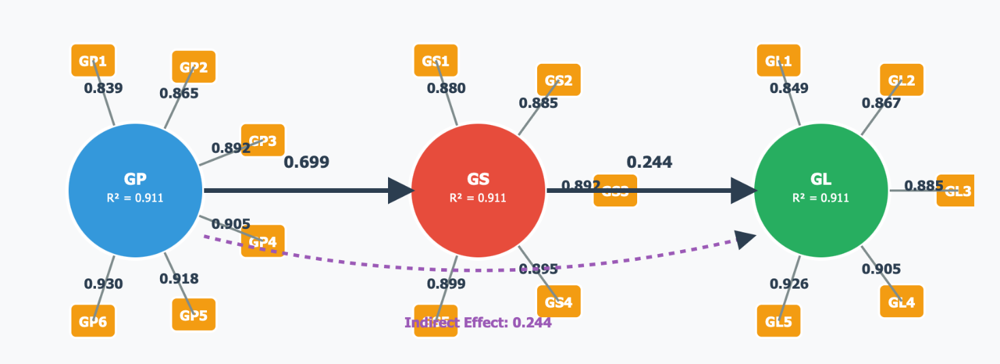 GP1
0.839
GP2
0.865
GP3
0.892
GP
R² = 0.911
GP4
0.905
GP5
0.918
GP6
0.930
0.699
GS1
0.880
GS2
0.885
GS
R² = 0.911
GS3
0.892
GS4
0.895
0.899
0.244
GL1
0.849
GL2
0.867
GL
R² = 0.911
GL3
0.885
GL4
0.905
GL5
0.926
Indirect Effect: 0.244